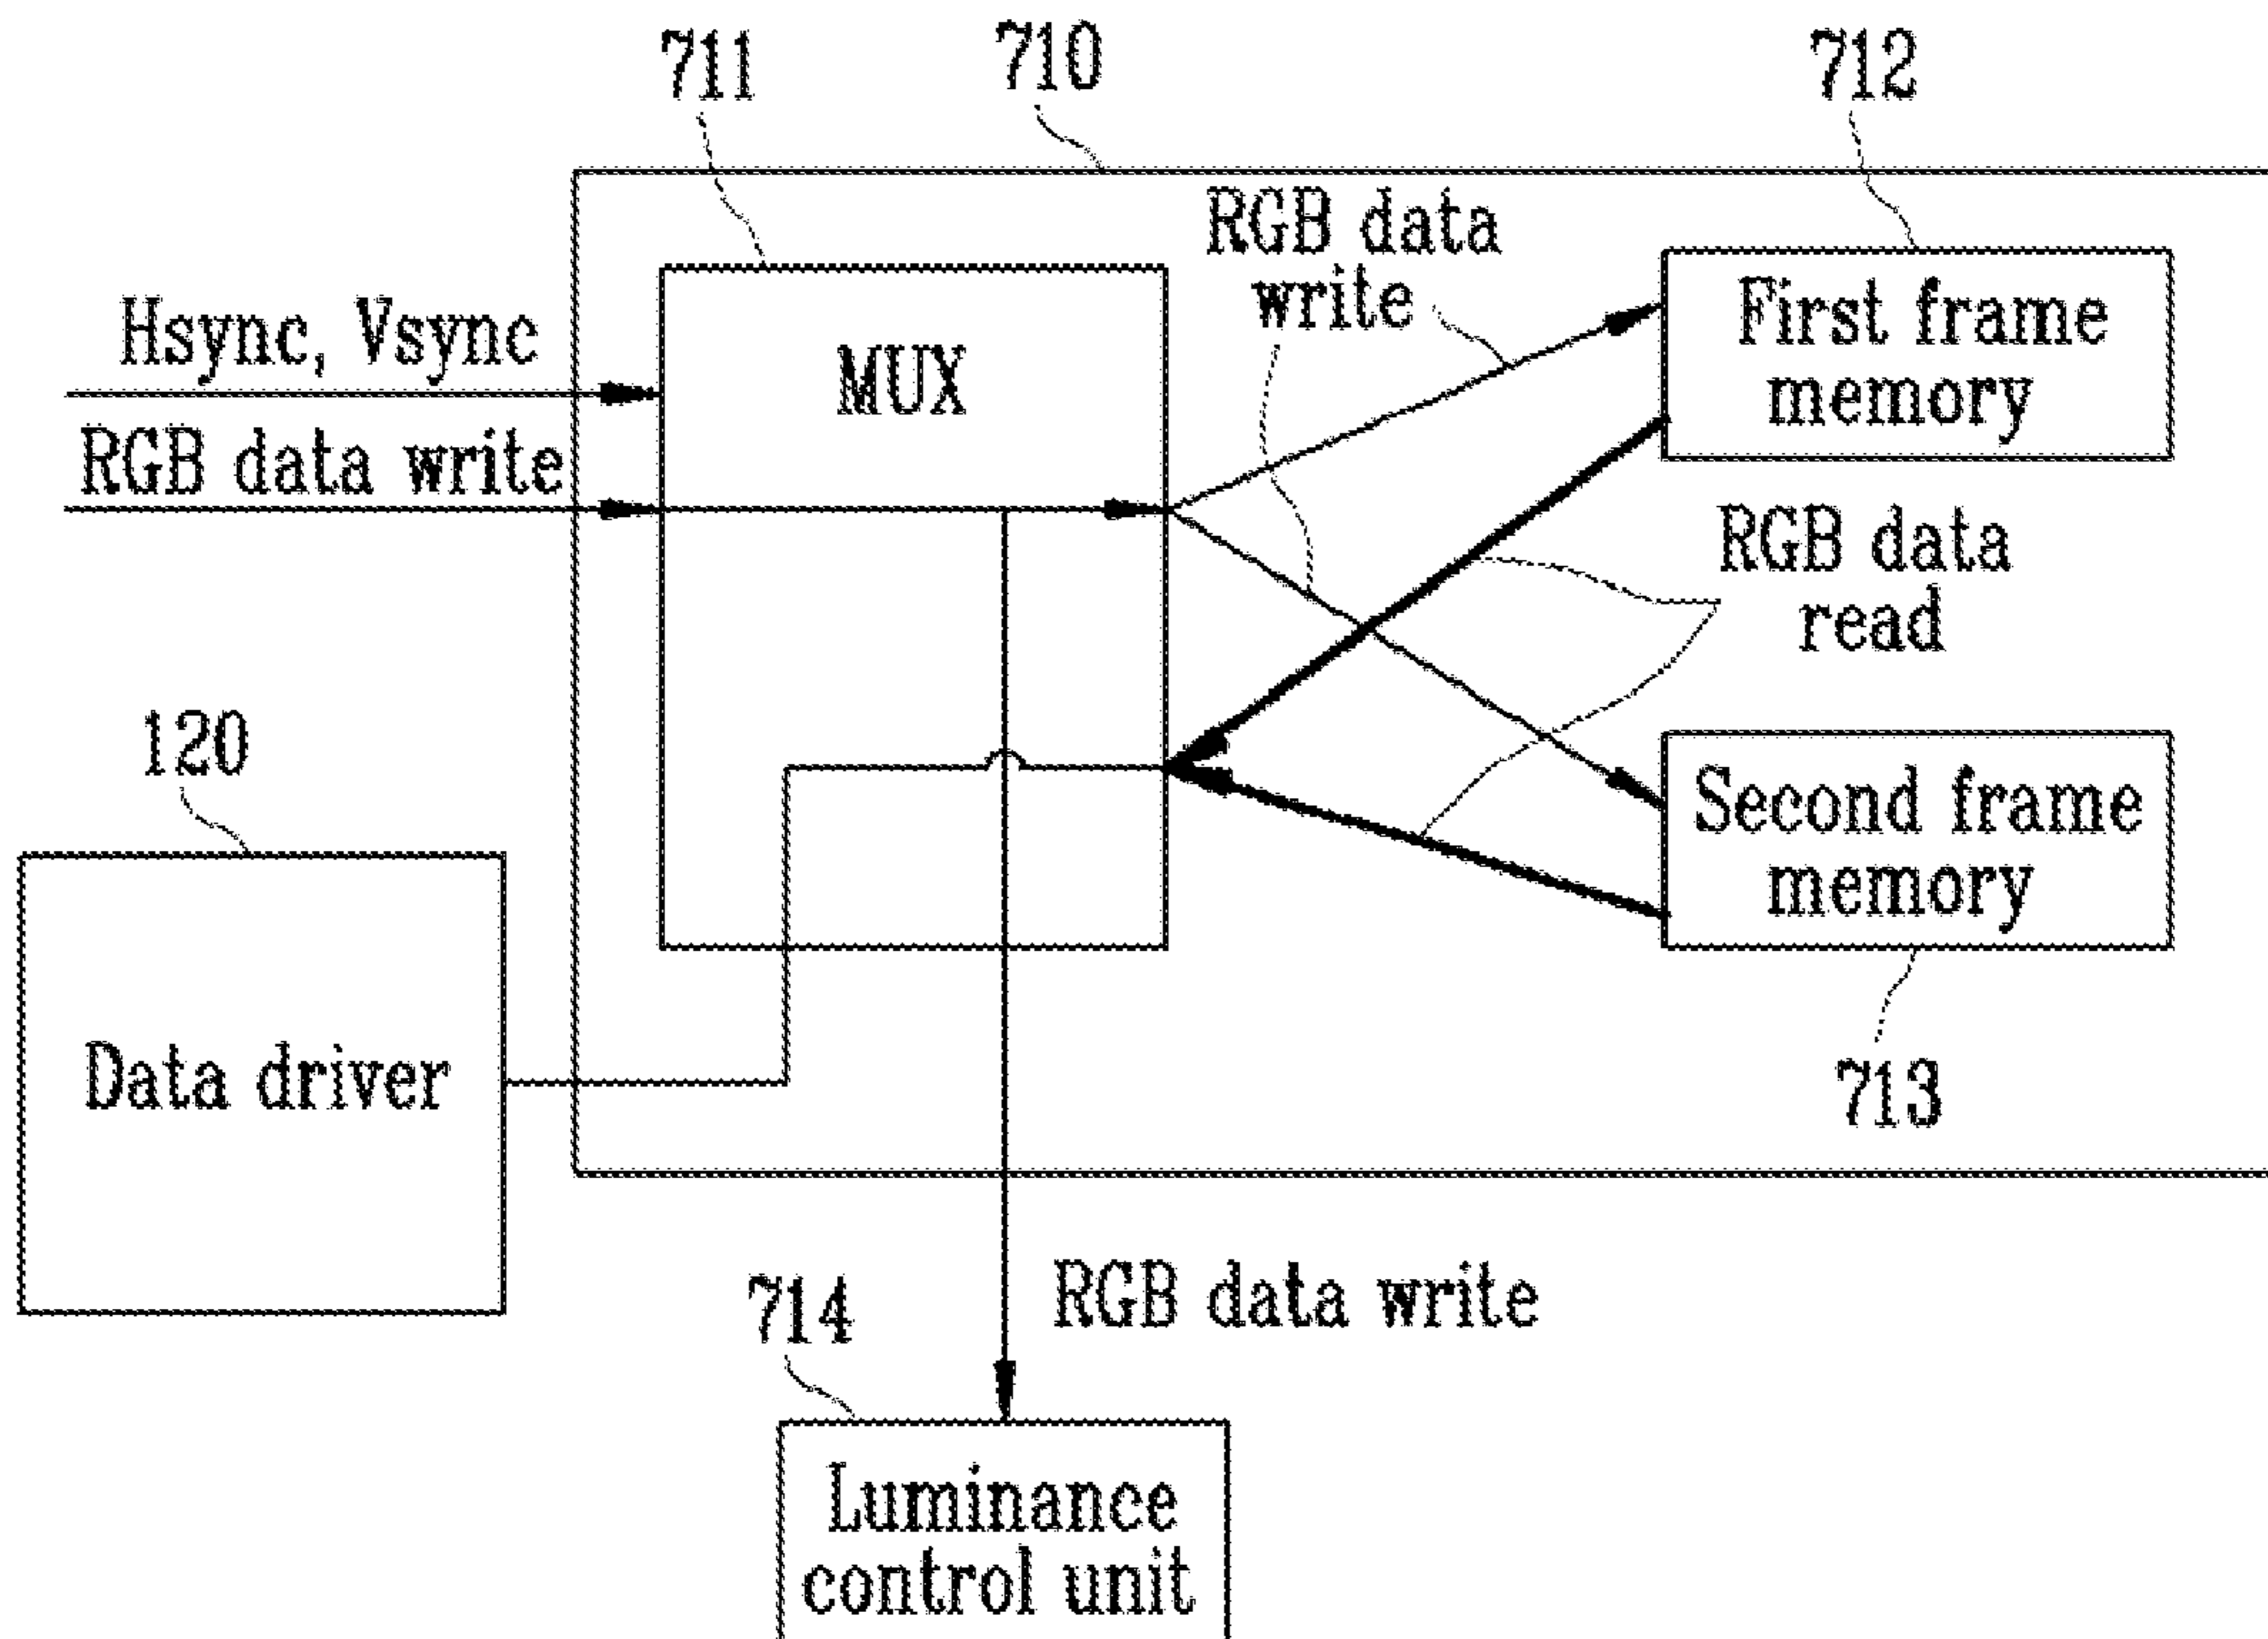 711
710
712
RGB data
write
First frame
memory
Hsync, Vsync
MUX
RGB data write
RGB data
read
120
Second frame
memory
Data driver
713
RGB data write
714
Luminance
control unit